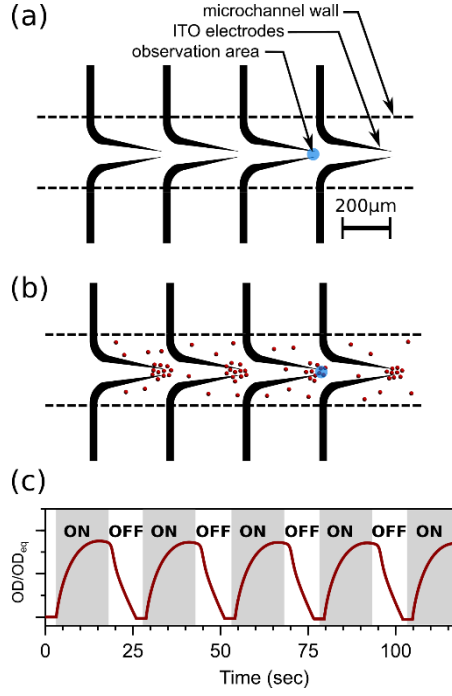 (a)
microchannel wall
ITO electrodes
observation area
200μm
(b)
(c)
ON OFF ON OFF ON OFF ON OFF ON
OD/ODeq
0 25 50 75 100
Time (sec)